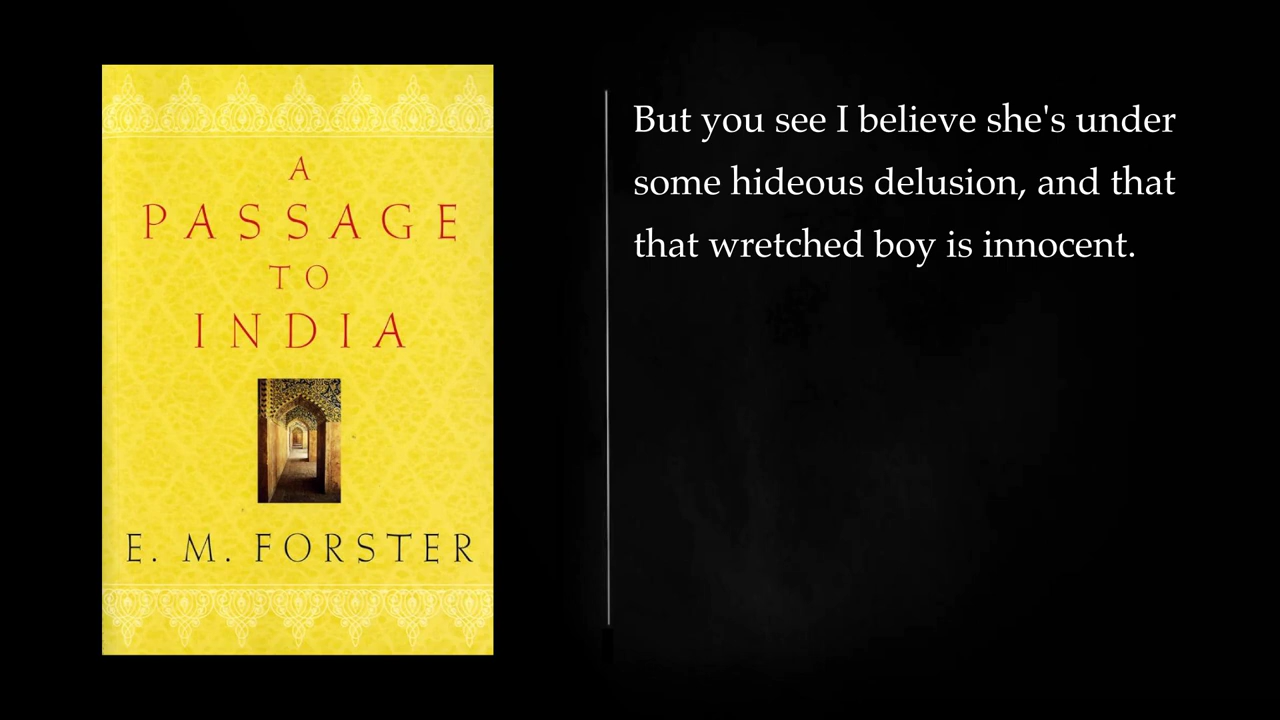 A
PASSAGE
TO
INDIA
E. M. FORSTER
But you see I believe she's under
some hideous delusion, and that
that wretched boy is innocent.